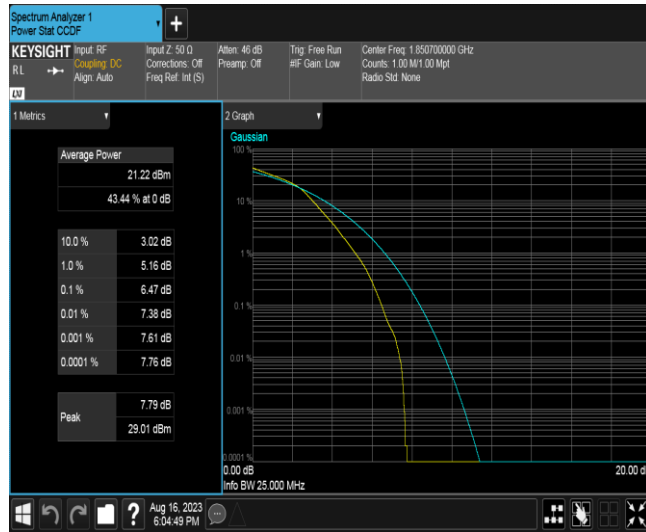 Spectrum Analyzer 1
Power Stat CCDF
+
KEYSIGHT
Input: RF
Coupling: DC
Align: Auto
Input Z: 50 Ω
Corrections: Off
Freq Ref: Int (S)
Atten: 46 dB
Preamp: Off
Trig: Free Run
#IF Gain: Low
Center Freq: 1.850700000 GHz
Counts: 1.00 M/1.00 Mpt
Radio Std: None
R L
LXI
1 Metrics
Average Power
21.22 dBm
43.44 % at 0 dB
10.0 % 3.02 dB
1.0 % 5.16 dB
0.1 % 6.47 dB
0.01 % 7.38 dB
0.001 % 7.61 dB
0.0001 % 7.76 dB
Peak
7.79 dB
29.01 dBm
2 Graph
Gaussian
100 %
10 %
1 %
0.1 %
0.01 %
0.001 %
0.0001 %
0.00 dB
20.00 d
Info BW 25.000 MHz
?
Aug 16, 2023
6:04:49 PM